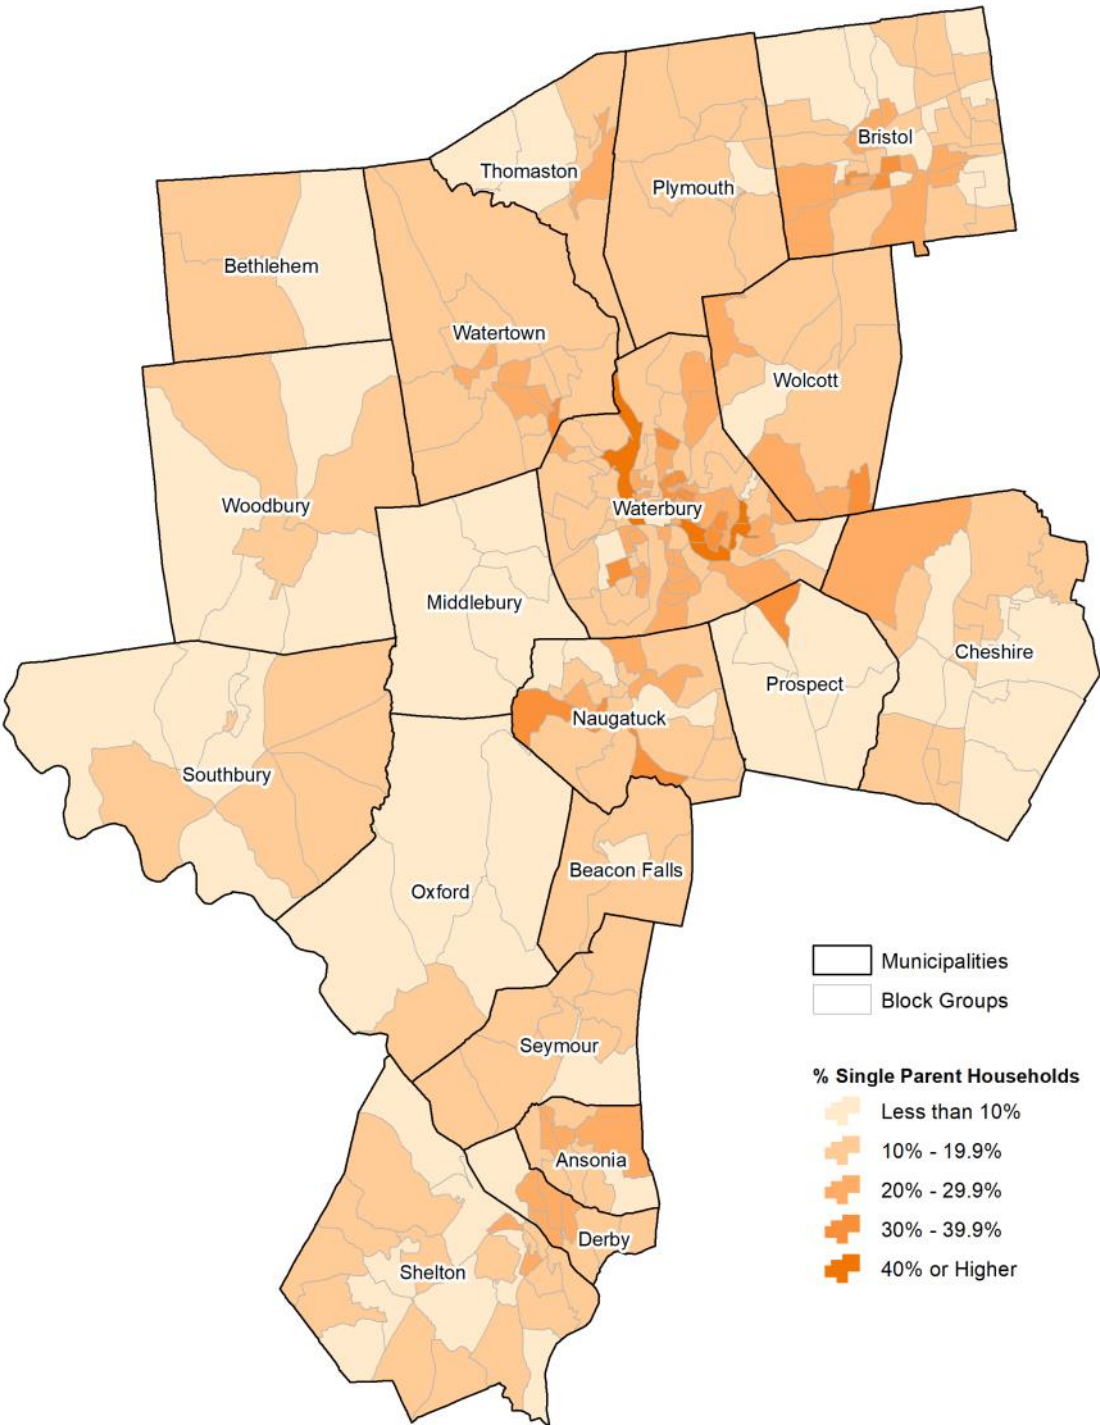 Bristol
Thomaston
Plymouth
Bethlehem
Watertown
Wolcott
Woodbury
Waterbury
Middlebury
Cheshire
Prospect
Naugatuck
Southbury
Beacon Falls
Oxford
Municipalities
Block Groups
Seymour
% Single Parent Households
Less than 10%
10% - 19.9%
Ansonia
20% - 29.9%
30% - 39.9%
Derby
Shelton
40% or Higher